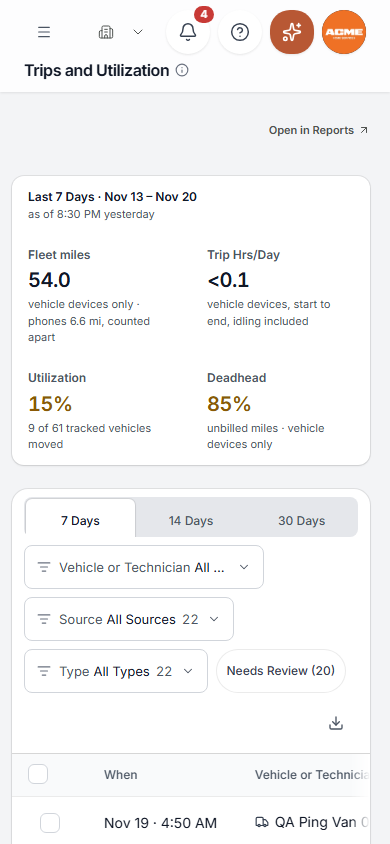 4
ACME
Trips and Utilization
Open in Reports
Last 7 Days · Nov 13 – Nov 20
as of 8:30 PM yesterday
Fleet miles
Trip Hrs/Day
54.0
<0.1
vehicle devices only ·
phones 6.6 mi, counted
apart
vehicle devices, start to
end, idling included
Utilization
Deadhead
15%
85%
9 of 61 tracked vehicles
moved
unbilled miles · vehicle
devices only
7 Days
14 Days
30 Days
Vehicle or Technician All ...
Source All Sources 22
Type All Types 22
Needs Review (20)
When
Vehicle or Technicia
Nov 19 · 4:50 AM
QA Ping Van 0